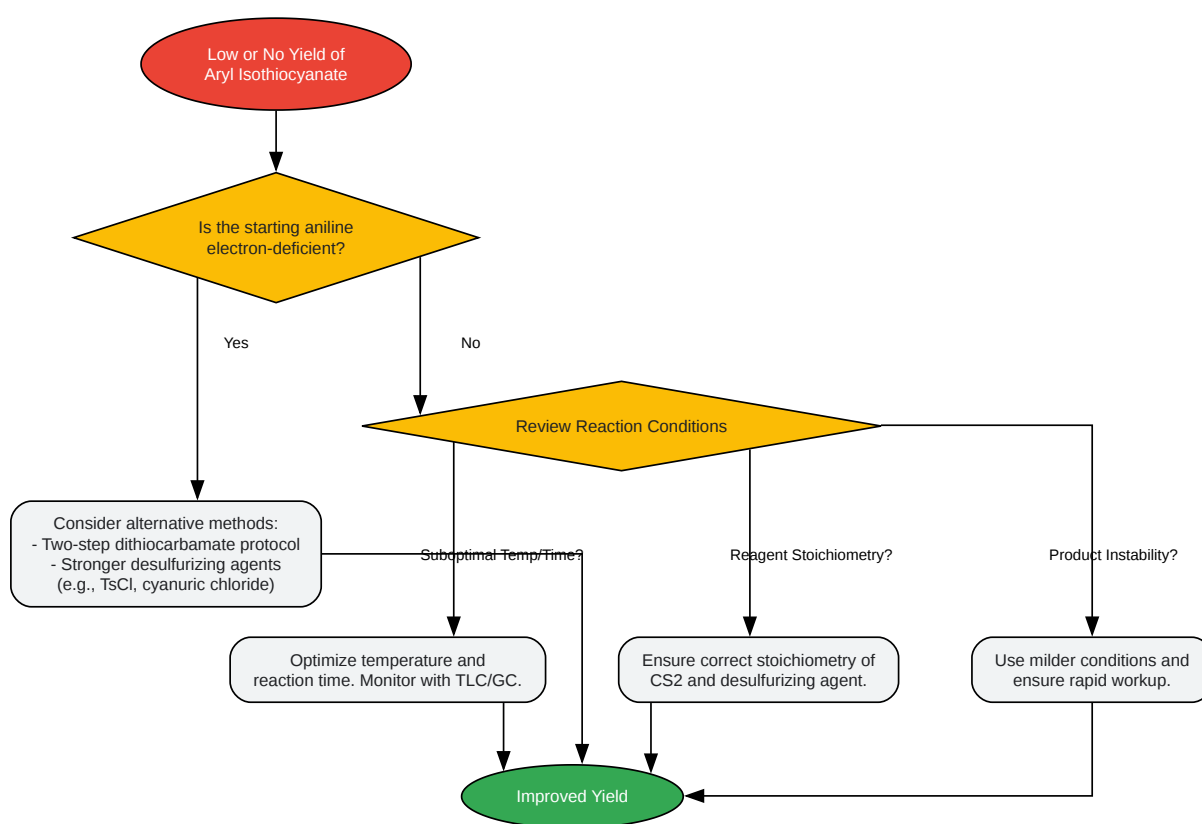 Low or No Yield of
Aryl Isothiocyanate
Is the starting aniline
electron-deficient?
Yes
No
Review Reaction Conditions
Consider alternative methods:
- Two-step dithiocarbamate protocol
- Stronger desulfurizing agents
(e.g., TsCl, cyanuric chloride)
Suboptimal Temp/Time?
Reagent Stoichiometry?
Product Instability?
Optimize temperature and
reaction time. Monitor with TLC/GC.
Ensure correct stoichiometry of
CS2 and desulfurizing agent.
Use milder conditions and
ensure rapid workup.
Improved Yield